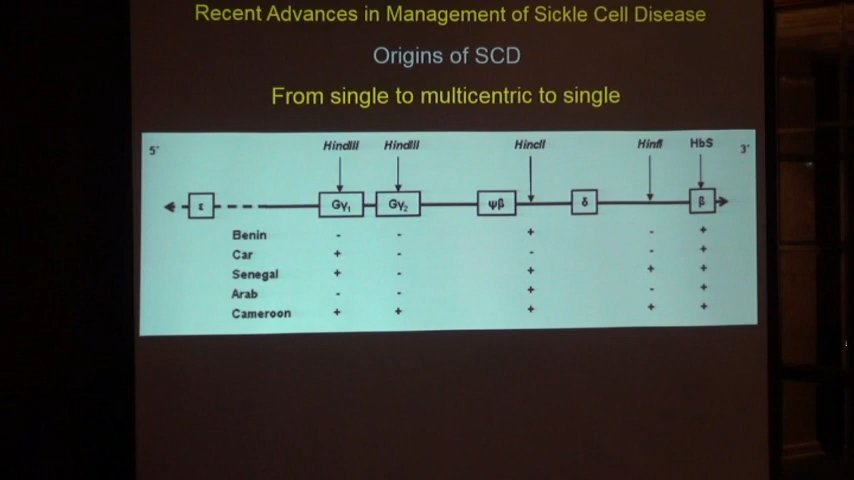 Recent Advances in Management of Sickle Cell Disease
Origins of SCD
From single to multicentric to single
5' HindIII HindIII HincII Hinfl HbS 3'
ε Gγ1 Gγ2 ψβ δ β
Benin - - + - +
Car + - - - +
Senegal + - + + +
Arab - - + - +
Cameroon + + + + +